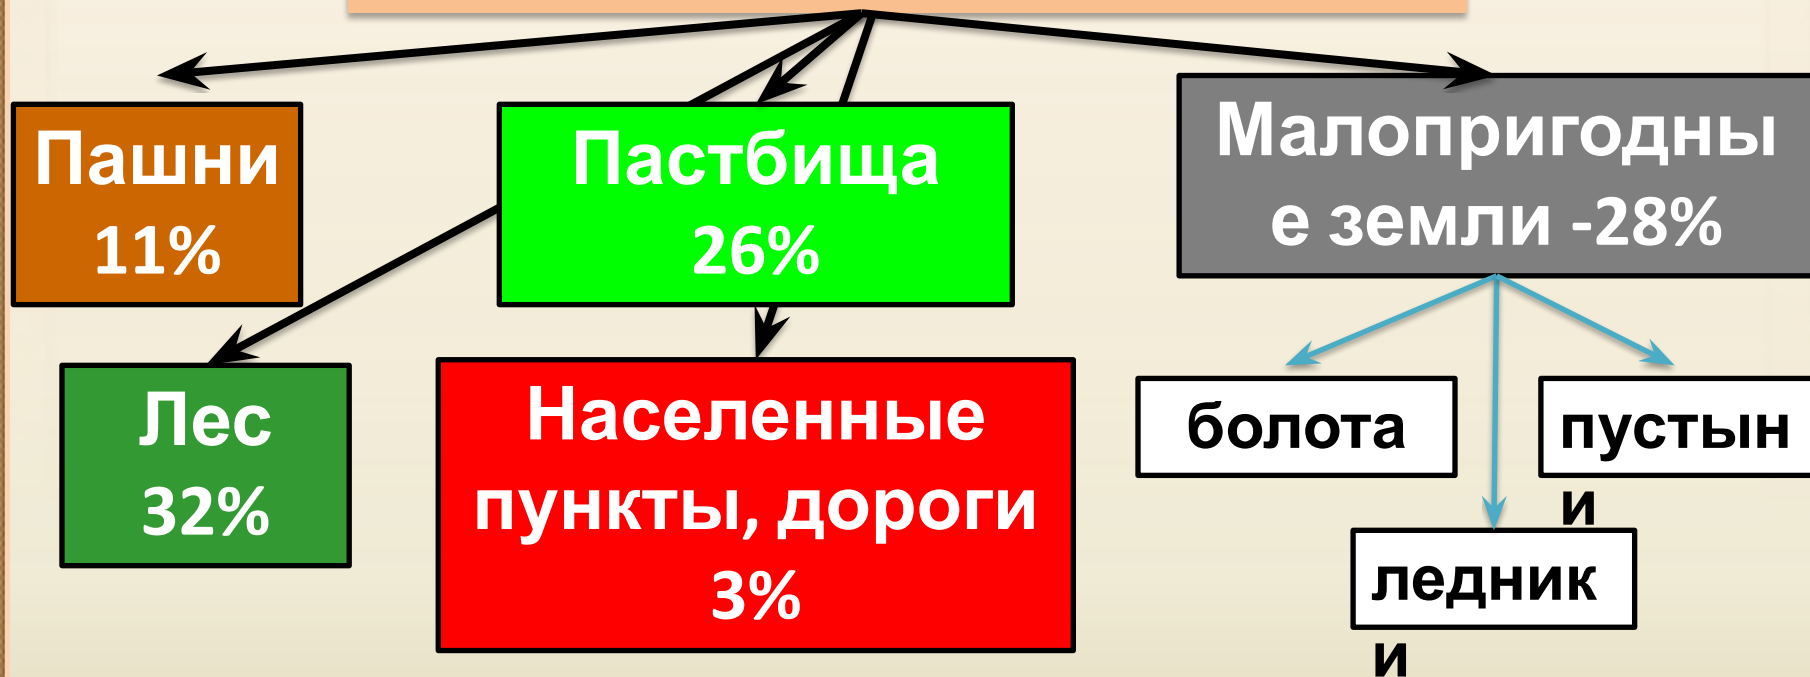 Пашни
11%
Пастбища
26%
Малопригодны
е земли -28%
Лес
32%
Населенные
пункты, дороги
3%
болота
пустын
и
ледник
и